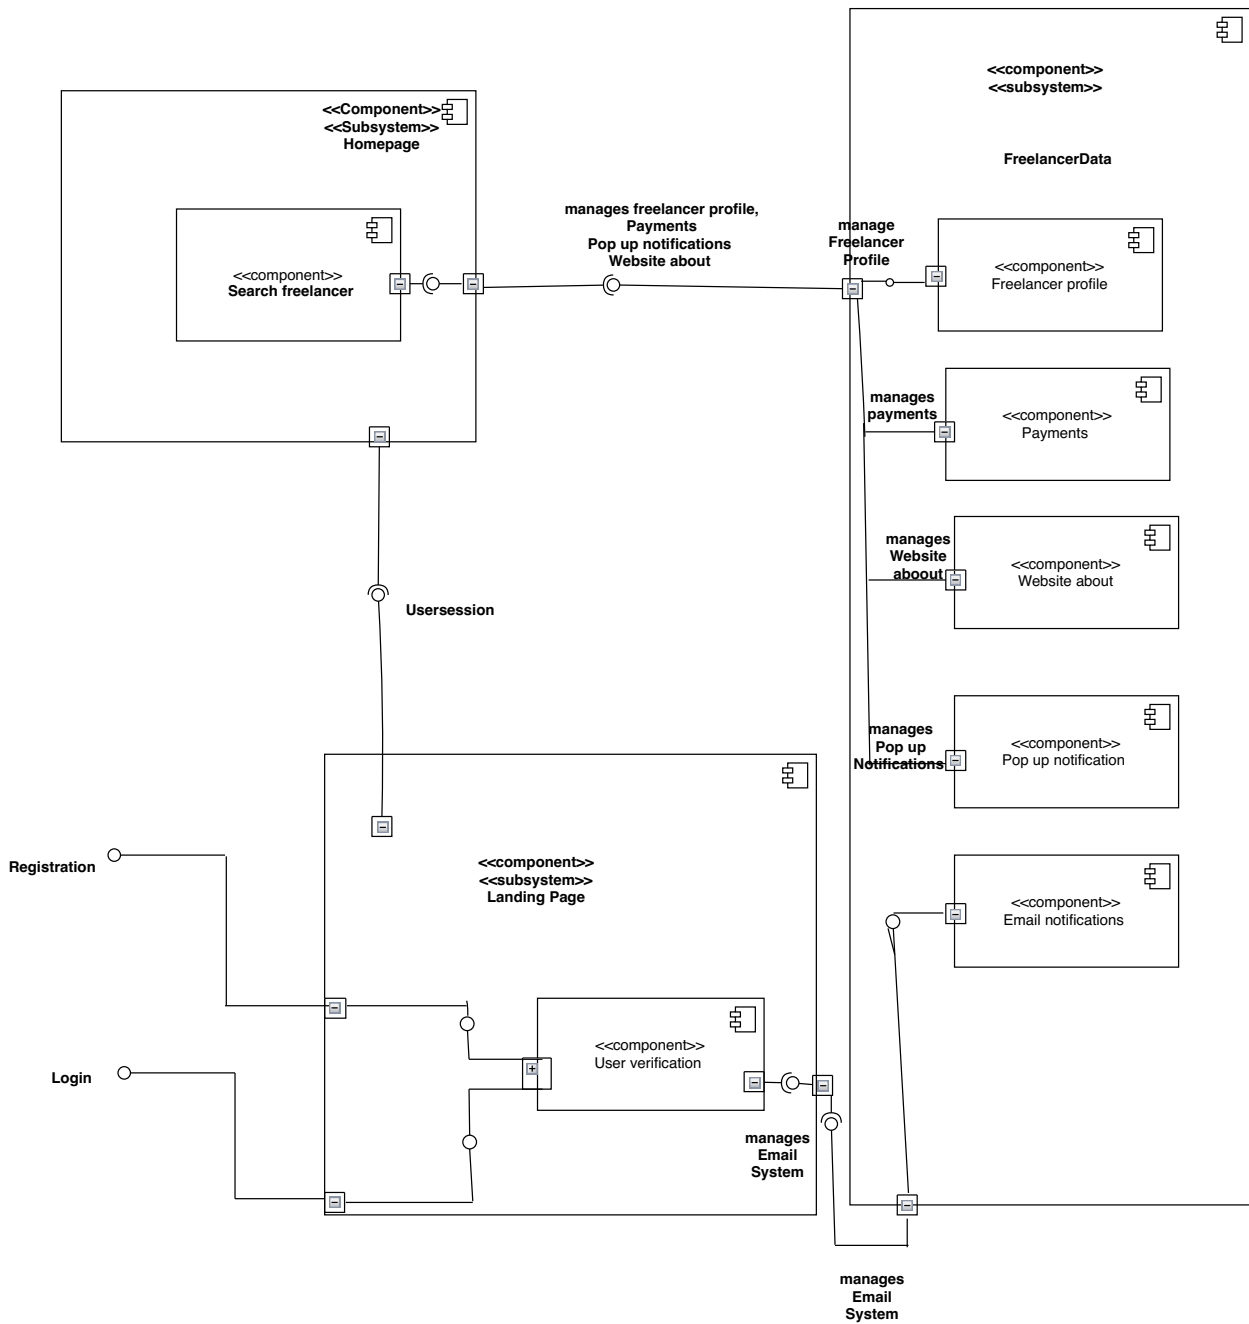 <<component>>
<<subsystem>>
FreelancerData
<<Component>>
<<Subsystem>>
Homepage
<<component>>
Search freelancer
manages freelancer profile,
Payments
Pop up notifications
Website about
manage
Freelancer
Profile
<<component>>
Freelancer profile
manages
payments
<<component>>
Payments
manages
Website
aboout
<<component>>
Website about
Usersession
manages
Pop up
Notifications
<<component>>
Pop up notification
Registration
<<component>>
<<subsystem>>
Landing Page
<<component>>
Email notifications
Login
<<component>>
User verification
manages
Email
System
manages
Email
System